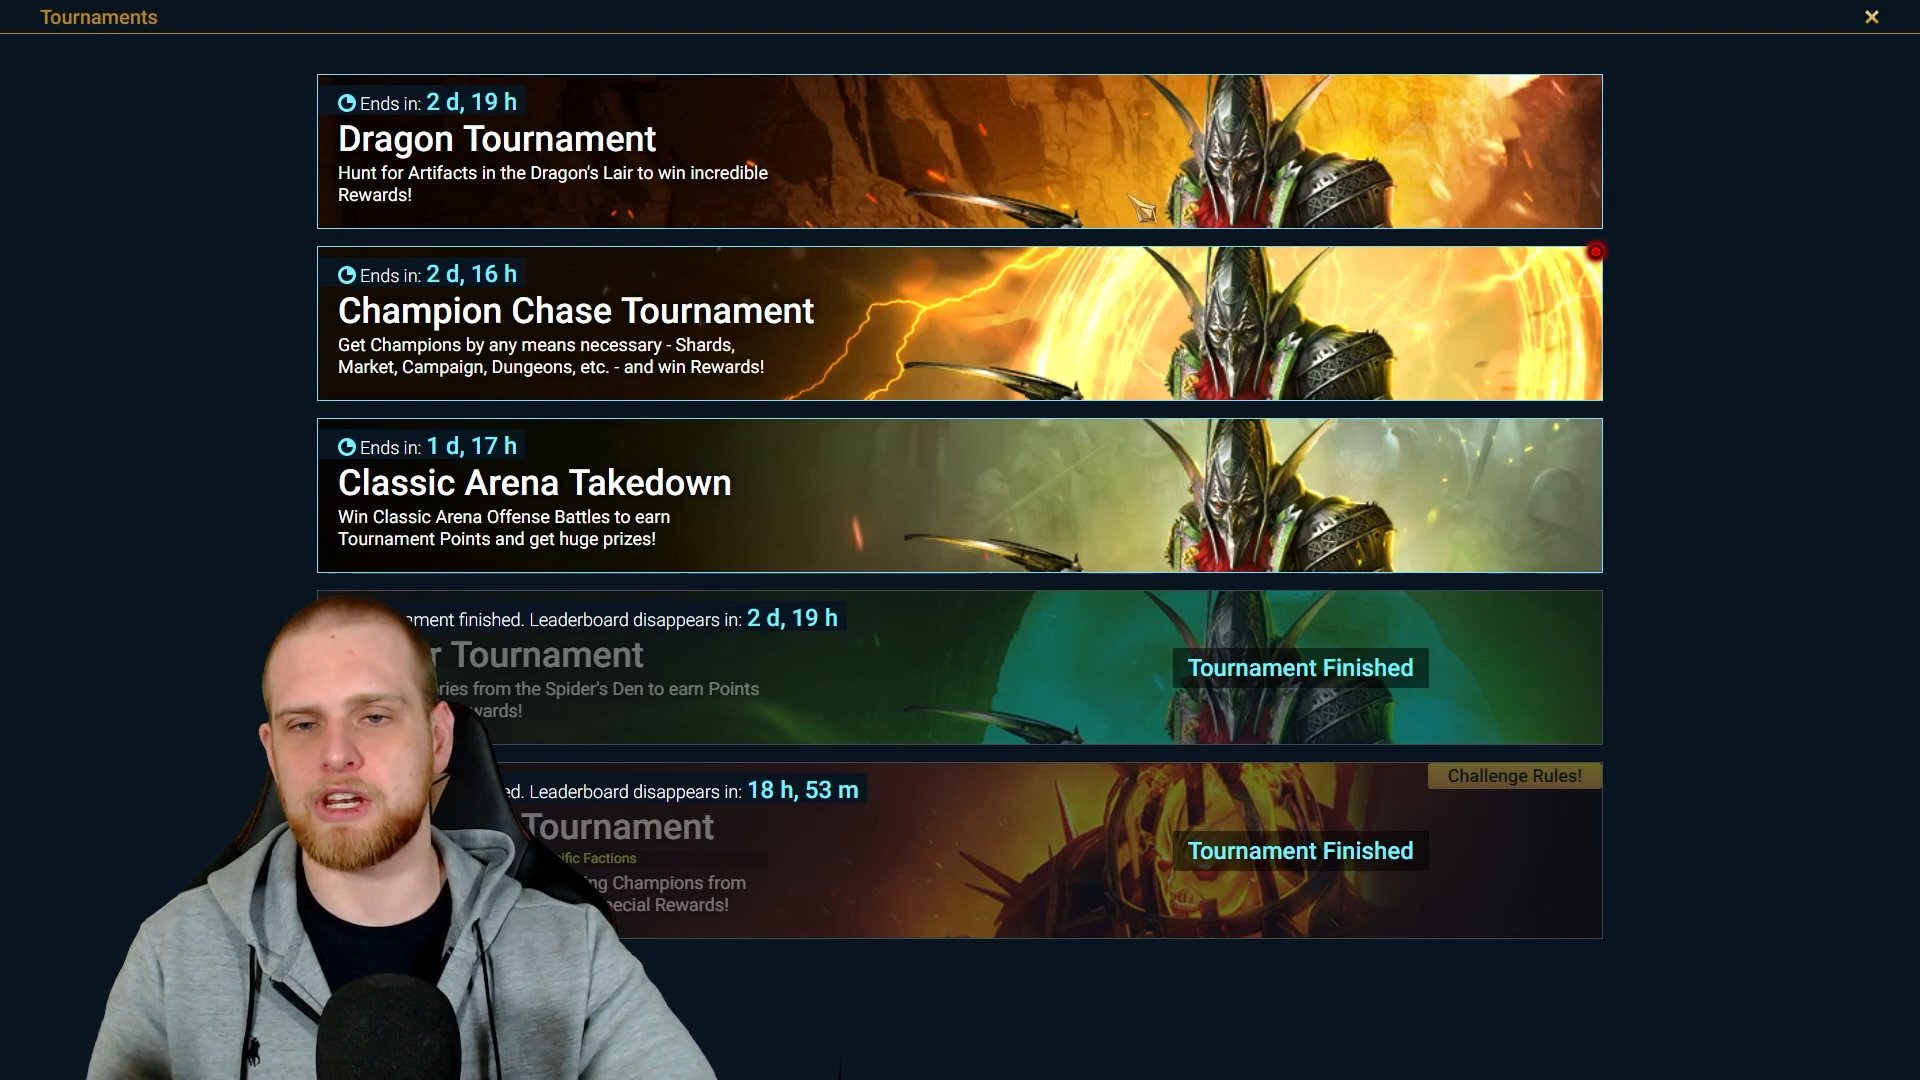 Tournaments
Ends in: 2 d, 19 h
Dragon Tournament
Hunt for Artifacts in the Dragon's Lair to win incredible
Rewards!
Ends in: 2 d, 16 h
Champion Chase Tournament
Get Champions by any means necessary - Shards,
Market, Campaign, Dungeons, etc. - and win Rewards!
Ends in: 1 d, 17 h
Classic Arena Takedown
Win Classic Arena Offense Battles to earn
Tournament Points and get huge prizes!
finished. Leaderboard disappears in: 2 d, 19 h
Tournament
from the Spider's Den to earn Points
Tournament Finished
Challenge Rules!
Leaderboard disappears in: 18 h, 53 m
Tournament
Factions
Champions from
Rewards!
Tournament Finished